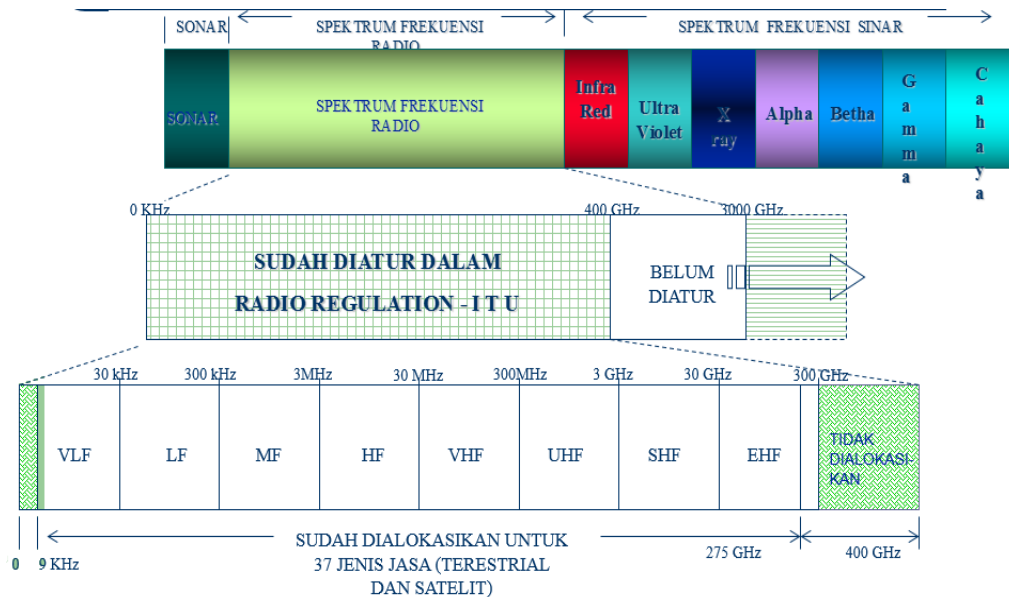 SONAR
SPEKTRUM FREKUENSI
RADIO
SPEKTRUM FREKUENSI SINAR
SONAR
SPEKTRUM FREKUENSI
RADIO
Infra
Red
Ultra
Violet
X
ray
Alpha
Betha
G
a
m
m
a
C
a
h
a
y
a
0 KHz
400 GHz
3000 GHz
SUDAH DIATUR DALAM
RADIO REGULATION - I T U
BELUM
DIATUR
30 kHz
300 kHz
3MHz
30 MHz
300MHz
3 GHz
30 GHz
300 GHz
VLF
LF
MF
HF
VHF
UHF
SHF
EHF
TIDAK
DIALOKASI-
KAN
0
9 KHz
SUDAH DIALOKASIKAN UNTUK
37 JENIS JASA (TERESTRIAL
DAN SATELIT)
275 GHz
400 GHz